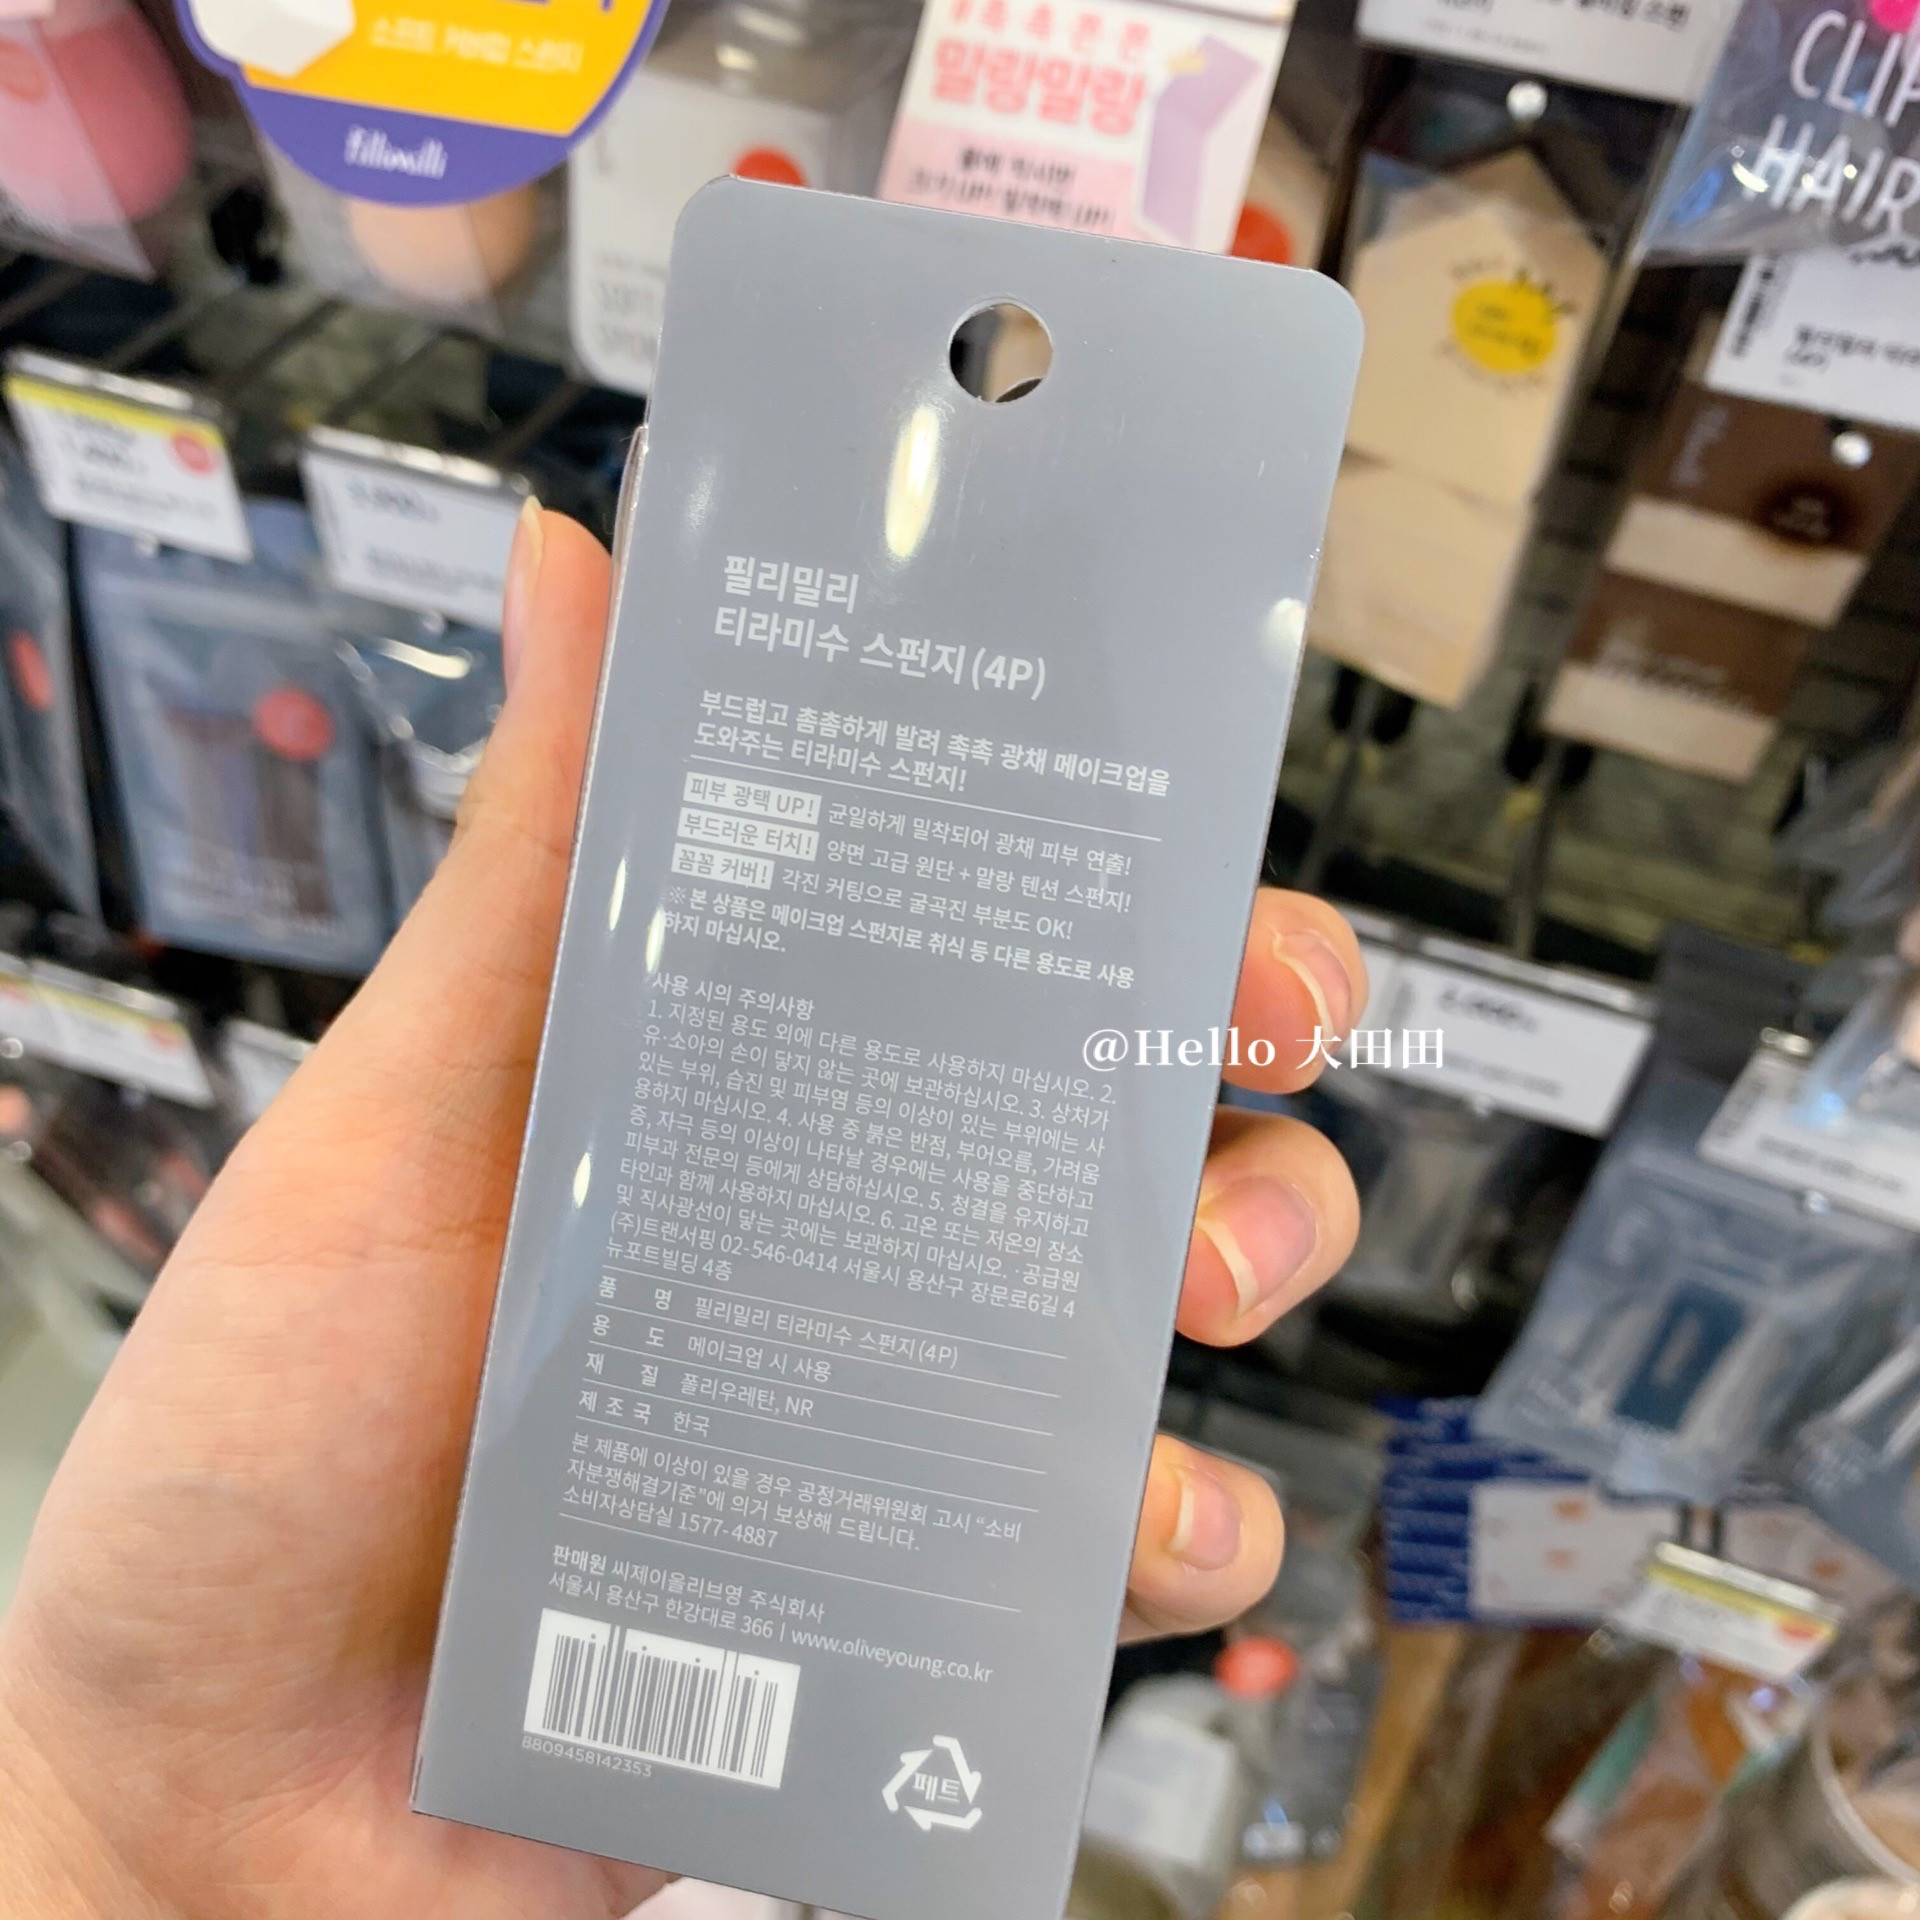 소프트 커버업 스펀지
fillimilli
말랑말랑
CLIP
HAIR
필리밀리
티라미수 스펀지(4P)
부드럽고 촘촘하게 발려 촉촉 광채 메이크업을
도와주는 티라미수 스펀지!
피부 광택 UP! 균일하게 밀착되어 광채 피부 연출!
부드러운 터치! 양면 고급 원단 + 말랑 텐션 스펀지!
꼼꼼 커버! 각진 커팅으로 굴곡진 부분도 OK!
※본 상품은 메이크업 스펀지로 취식 등 다른 용도로 사용
하지 마십시오.
사용 시의 주의사항
1. 지정된 용도 외에 다른 용도로 사용하지 마십시오. 2.
유·소아의 손이 닿지 않는 곳에 보관하십시오. 3. 상처가
있는 부위, 습진 및 피부염 등의 이상이 있는 부위에는 사
용하지 마십시오. 4. 사용 중 붉은 반점, 부어오름, 가려움
증, 자극 등의 이상이 나타날 경우에는 사용을 중단하고
피부과 전문의 등에게 상담하십시오. 5. 청결을 유지하고
타인과 함께 사용하지 마십시오. 6. 고온 또는 저온의 장소
및 직사광선이 닿는 곳에는 보관하지 마십시오. ·공급원
(주)트랜서핑 02-546-0414 서울시 용산구 장문로6길 4
뉴포트빌딩 4층
품 명 필리밀리 티라미수 스펀지(4P)
용 도 메이크업 시 사용
재 질 폴리우레탄, NR
제조국 한국
본 제품에 이상이 있을 경우 공정거래위원회 고시 “소비
자분쟁해결기준”에 의거 보상해 드립니다.
소비자상담실 1577-4887
판매원 씨제이올리브영 주식회사
서울시 용산구 한강대로 366 | www.oliveyoung.co.kr
8809458142353
페트
@Hello 大田田